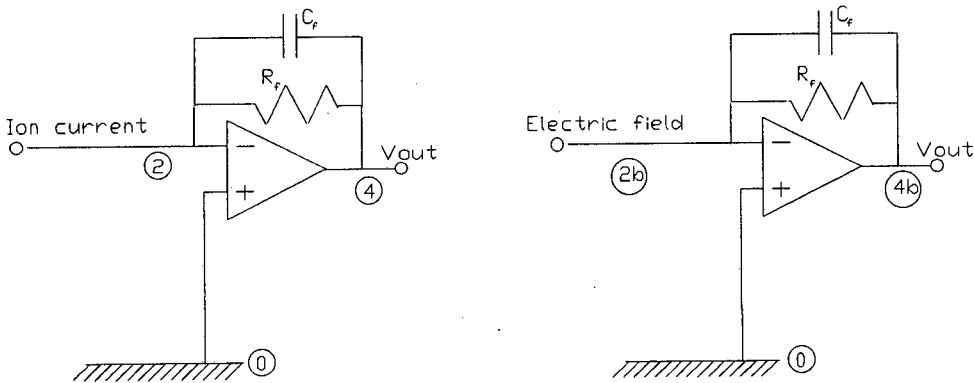 C_f
R_f
Ion current
2
−
+
Vout
4
0
C_f
R_f
Electric field
2b
−
+
Vout
4b
0